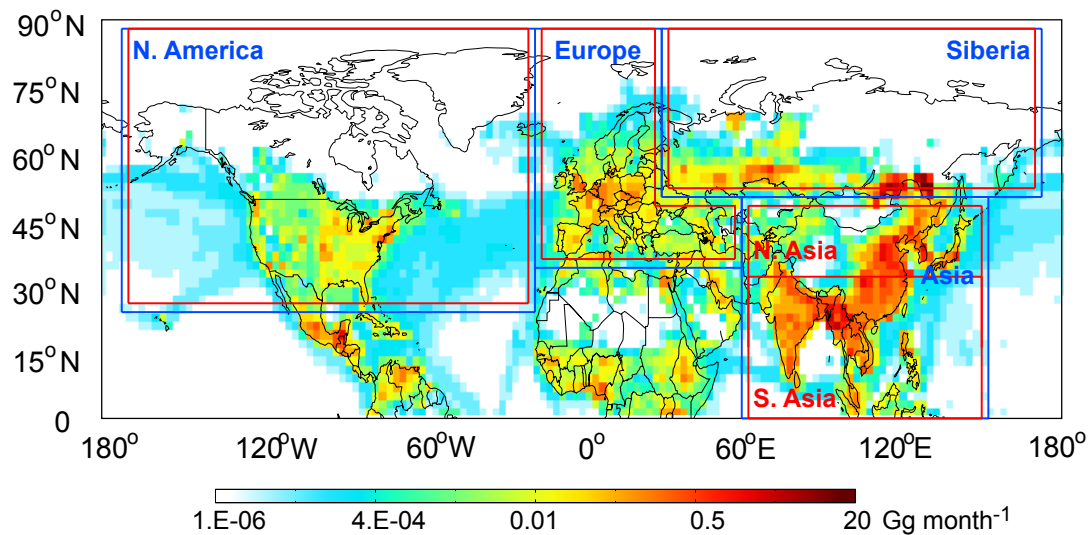 90°N
N. America
Europe
Siberia
75°N
60°N
45°N
N. Asia
Asia
30°N
15°N
S. Asia
0
180°
120°W
60°W
0°
60°E
120°E
180°
1.E-06
4.E-04
0.01
0.5
20
Gg month⁻¹